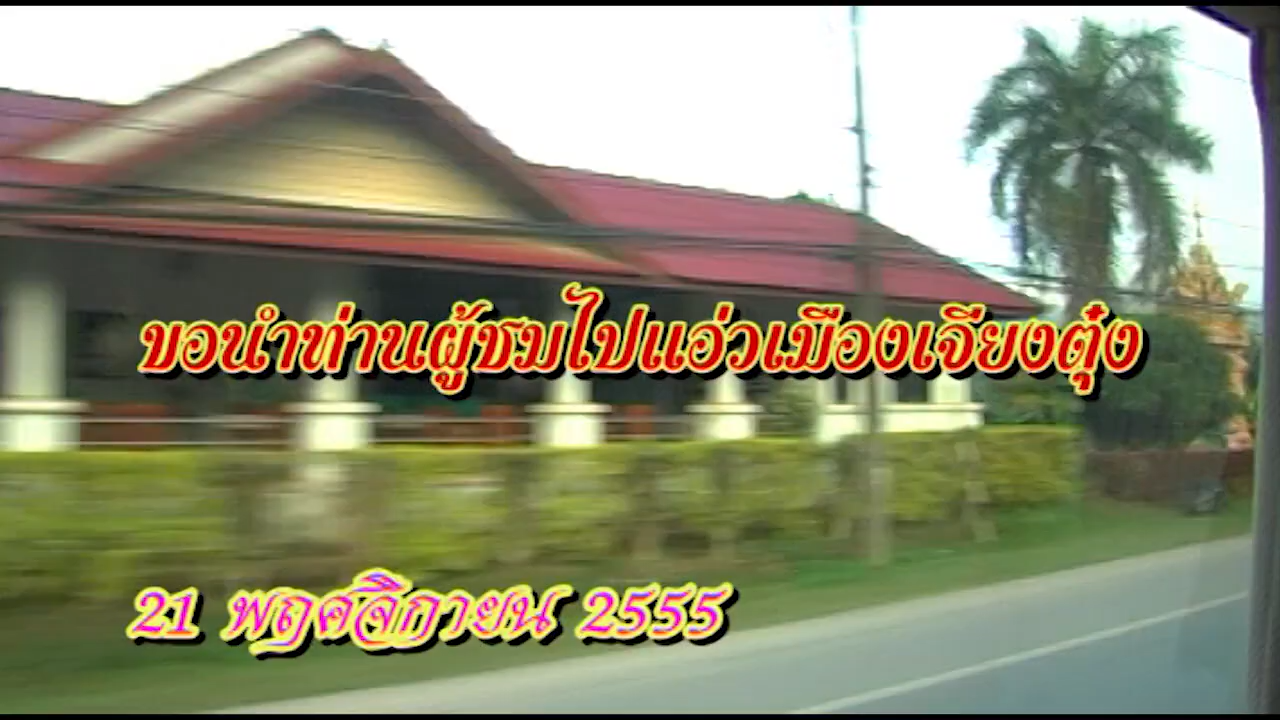 ขอนำท่านผู้ชมไปแอ่วเมืองเจียงตุ๋ง
21 พฤศจิกายน 2555